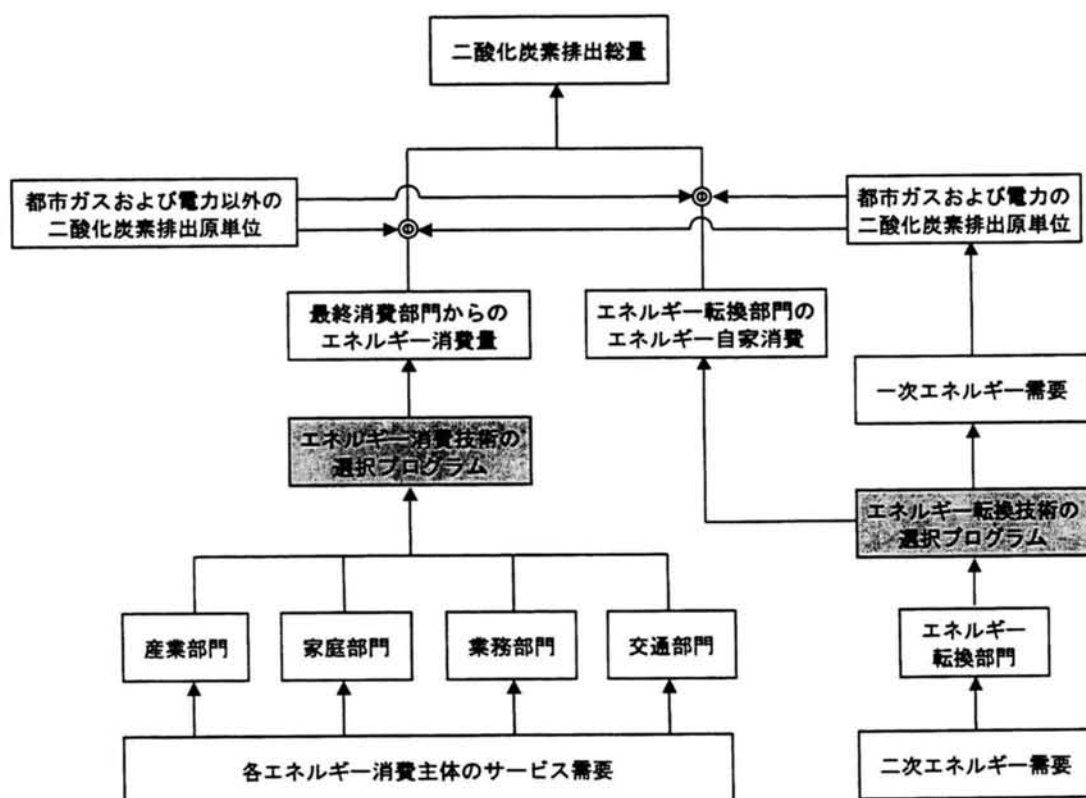 二酸化炭素排出総量
都市ガスおよび電力以外の
二酸化炭素排出原単位
都市ガスおよび電力の
二酸化炭素排出原単位
最終消費部門からの
エネルギー消費量
エネルギー転換部門の
エネルギー自家消費
一次エネルギー需要
エネルギー消費技術の
選択プログラム
エネルギー転換技術の
選択プログラム
産業部門
家庭部門
業務部門
交通部門
エネルギー
転換部門
各エネルギー消費主体のサービス需要
二次エネルギー需要